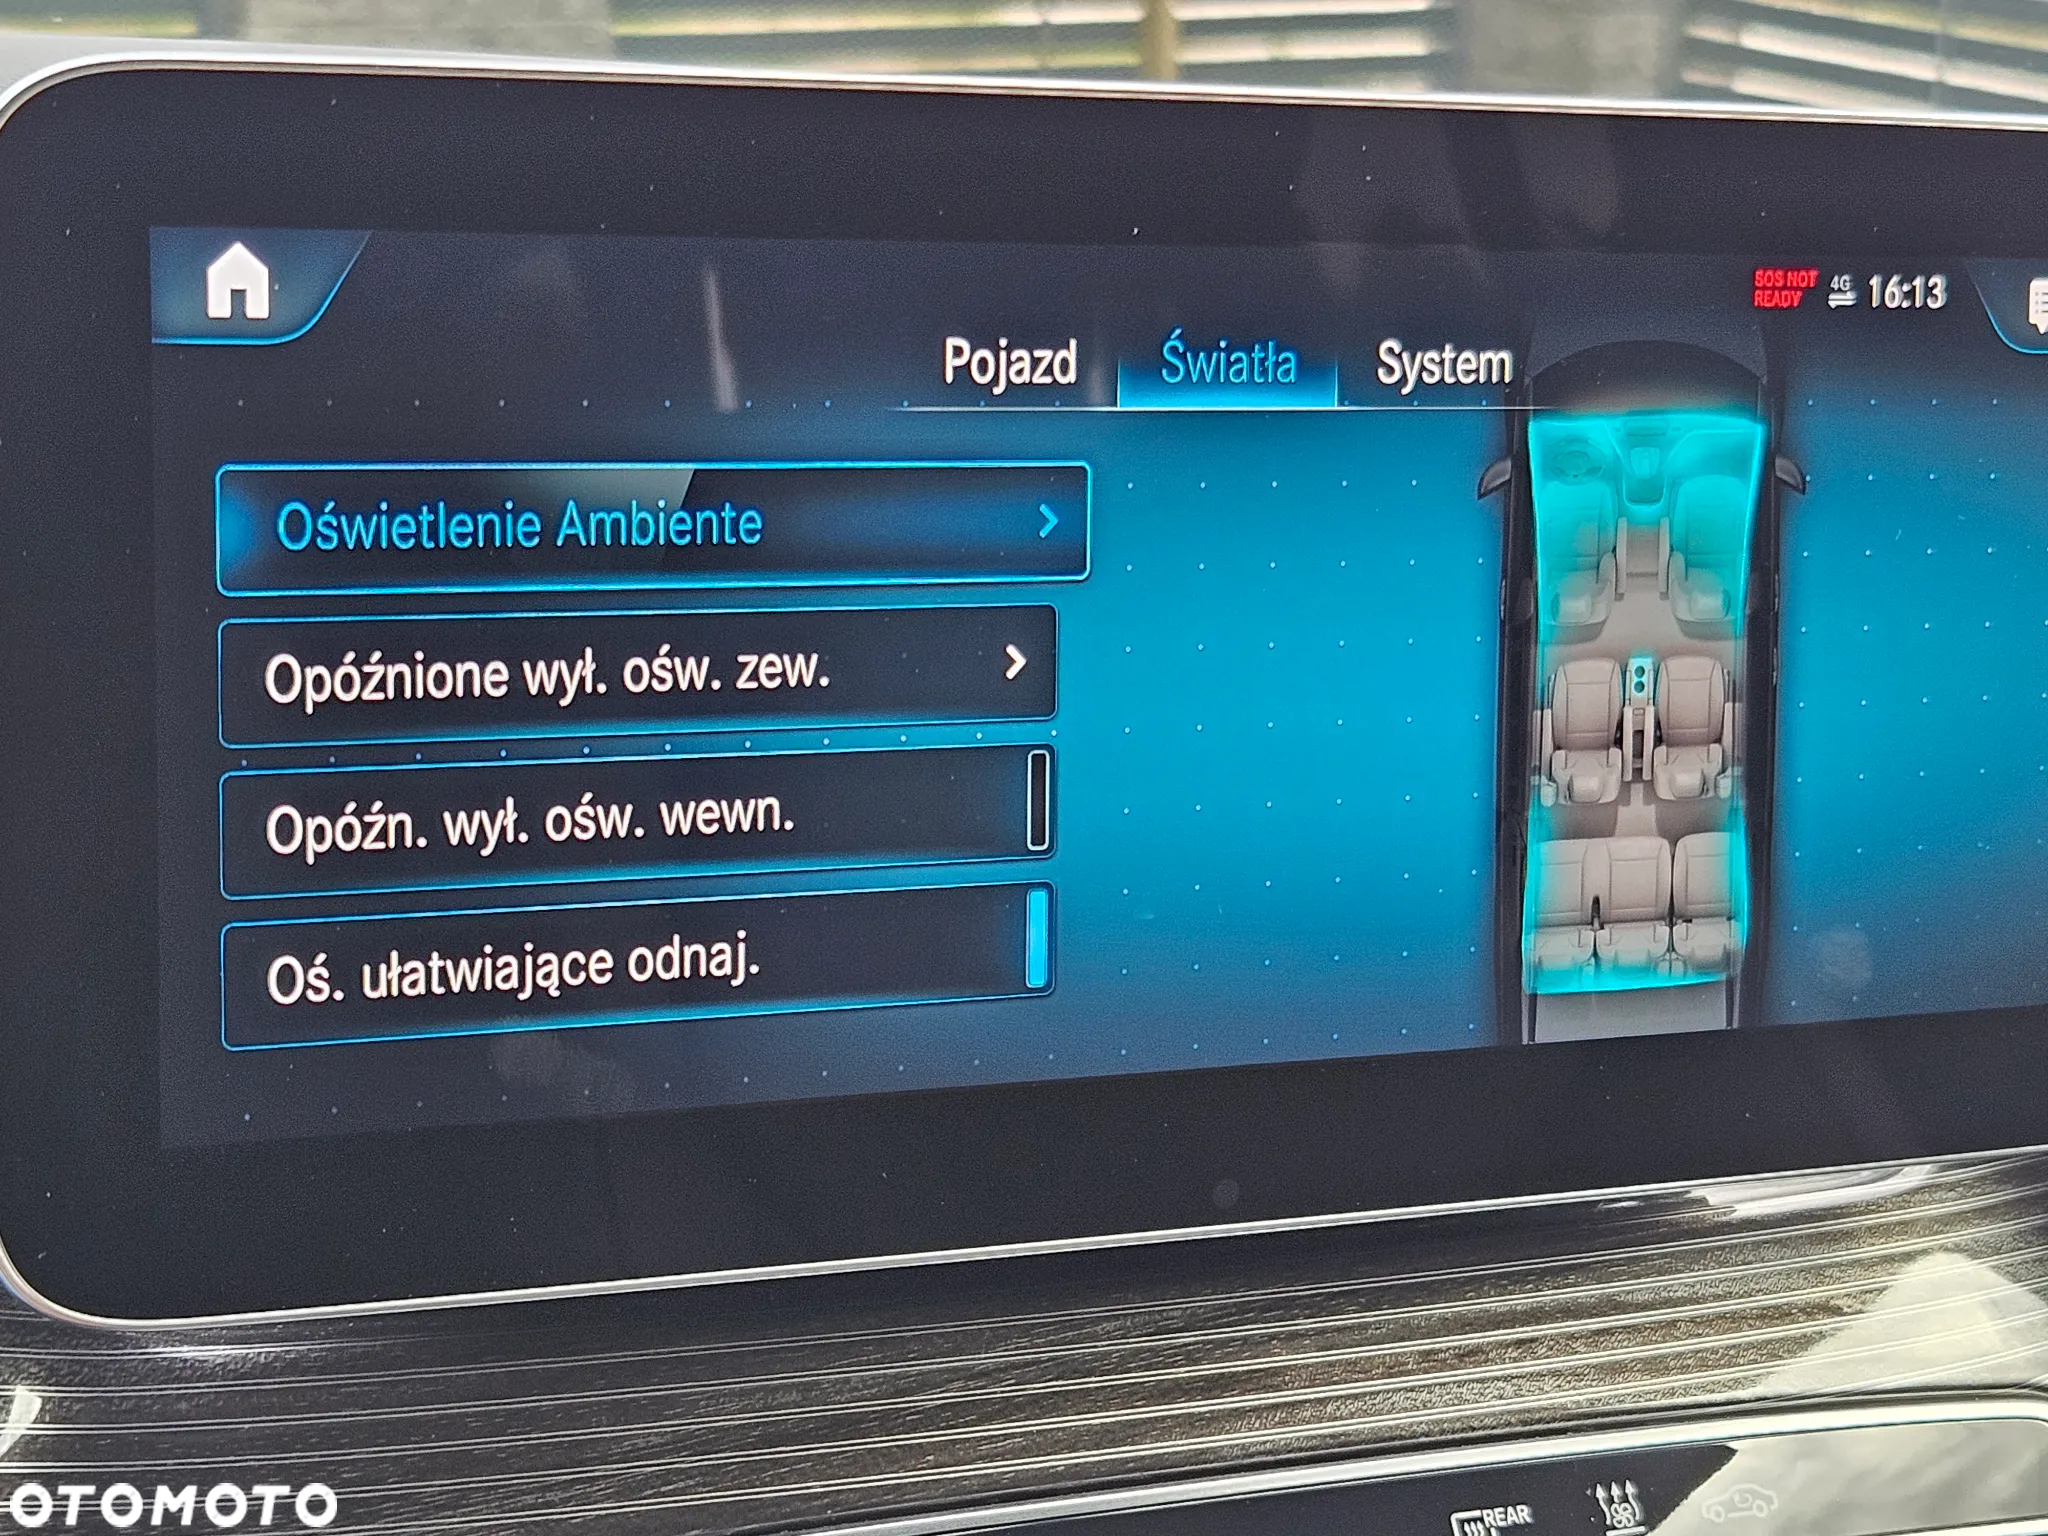 SOS NOT
READY
4G
16:13
Pojazd
Światła
System
Oświetlenie Ambiente
Opóźnione wył. ośw. zew.
Opóźn. wył. ośw. wewn.
Oś. ułatwiające odnaj.
REAR
OTOMOTO